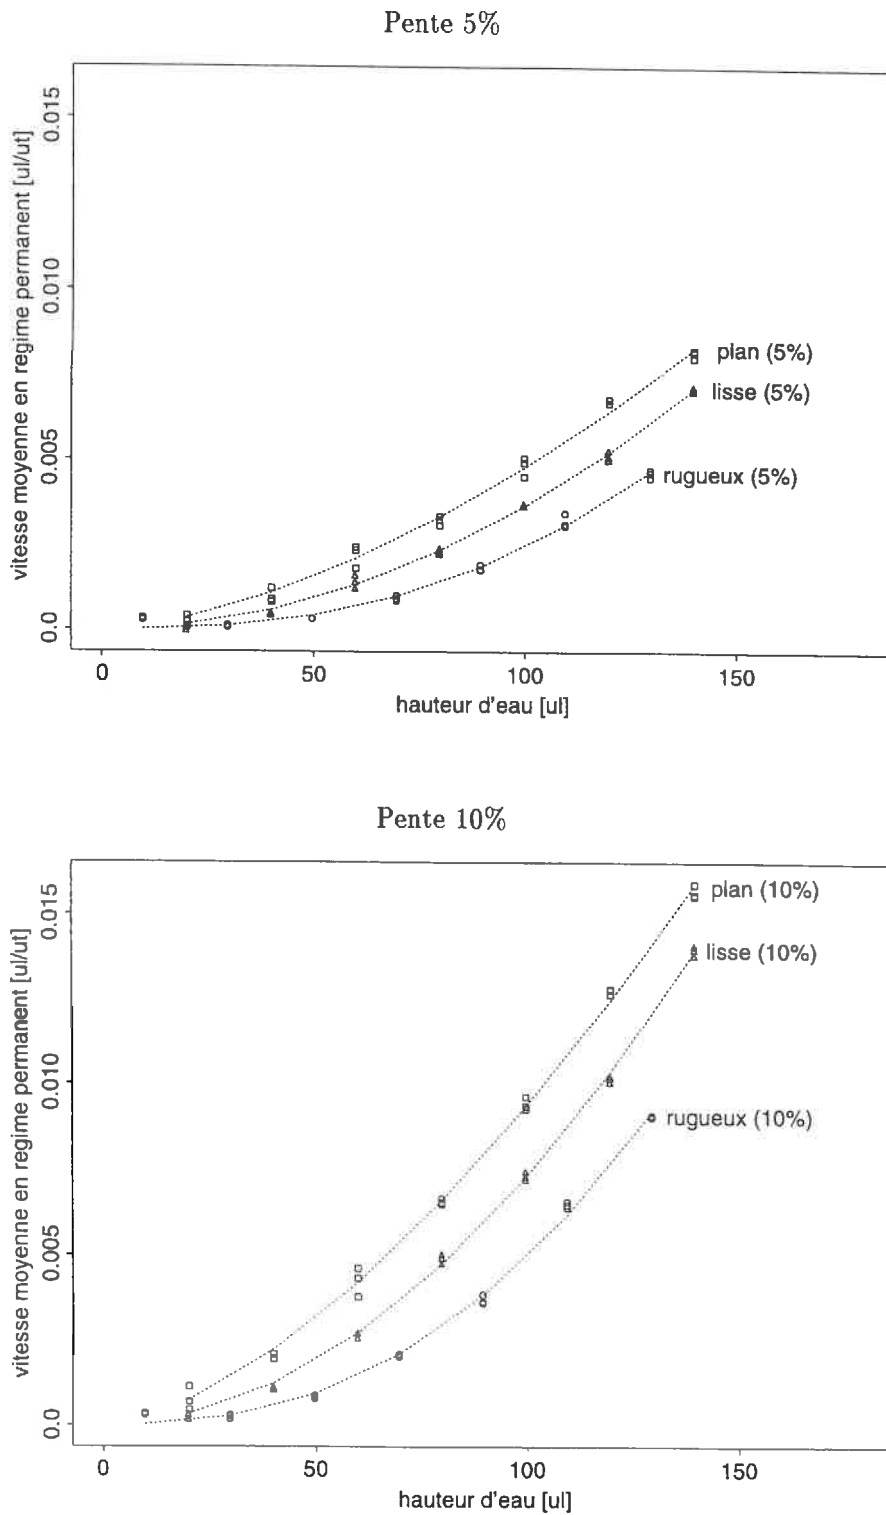 Pente 5%
vitesse moyenne en regime permanent [ul/ut]
0.015
0.010
0.005
0.0
plan (5%)
lisse (5%)
rugueux (5%)
0 50 100 150
hauteur d'eau [ul]
Pente 10%
vitesse moyenne en regime permanent [ul/ut]
0.015
0.010
0.005
0.0
plan (10%)
lisse (10%)
rugueux (10%)
0 50 100 150
hauteur d'eau [ul]